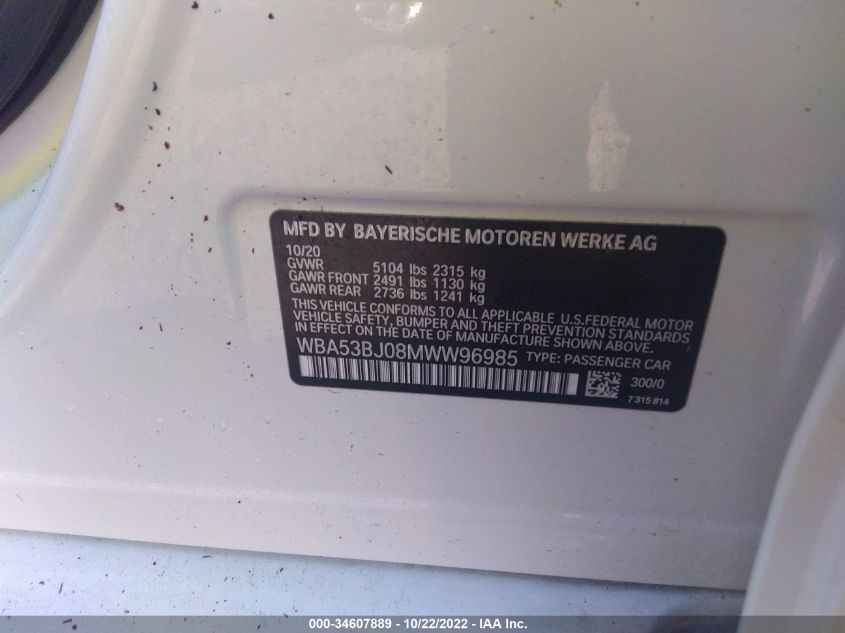 MFD BY BAYERISCHE MOTOREN WERKE AG
10/20
GVWR 5104 lbs 2315 kg
GAWR FRONT 2491 lbs 1130 kg
GAWR REAR 2736 lbs 1241 kg
THIS VEHICLE CONFORMS TO ALL APPLICABLE U.S.FEDERAL MOTOR
VEHICLE SAFETY, BUMPER AND THEFT PREVENTION STANDARDS
IN EFFECT ON THE DATE OF MANUFACTURE SHOWN ABOVE.
WBA53BJ08MWW96985 TYPE: PASSENGER CAR
300/0
7 315 814
000-34607889 - 10/22/2022 - IAA Inc.